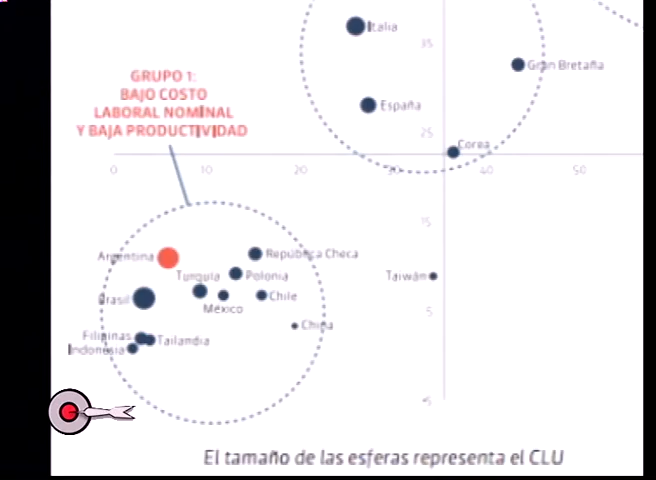 Italia
35
Gran Bretaña
GRUPO 1:
BAJO COSTO
LABORAL NOMINAL
Y BAJA PRODUCTIVIDAD
España
25
Corea
0 10 20 30 40 50
15
Argentina
República Checa
Turquía
Polonia
Taiwán
Brasil
México
Chile
China
5
Filipinas
Tailandia
Indonesia
-5
El tamaño de las esferas representa el CLU